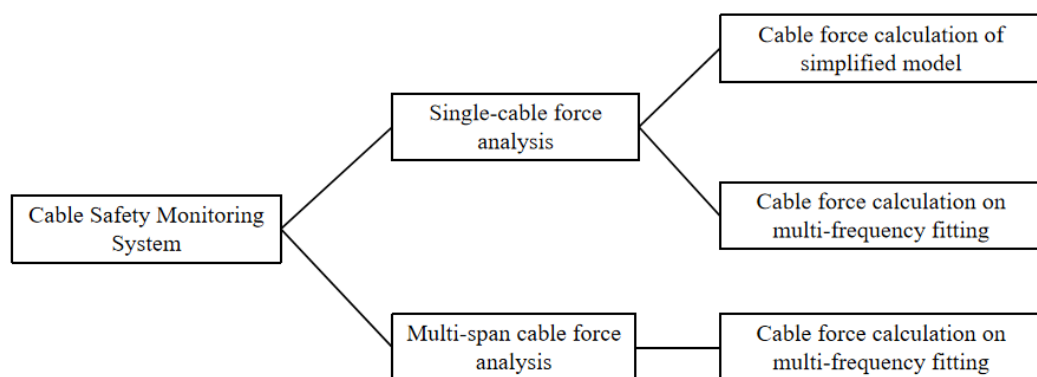 Cable force calculation of
simplified model
Single-cable force
analysis
Cable Safety Monitoring
System
Cable force calculation on
multi-frequency fitting
Multi-span cable force
analysis
Cable force calculation on
multi-frequency fitting